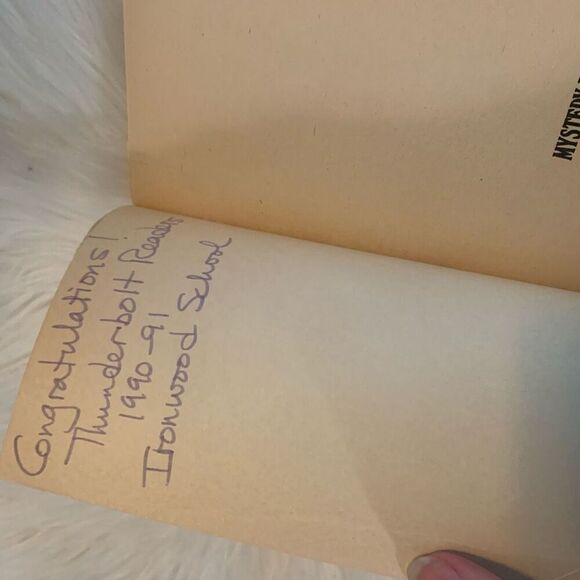 Congratulations!
Thunderbolt Readers
1990-91
Ironwood School
MYSTERY